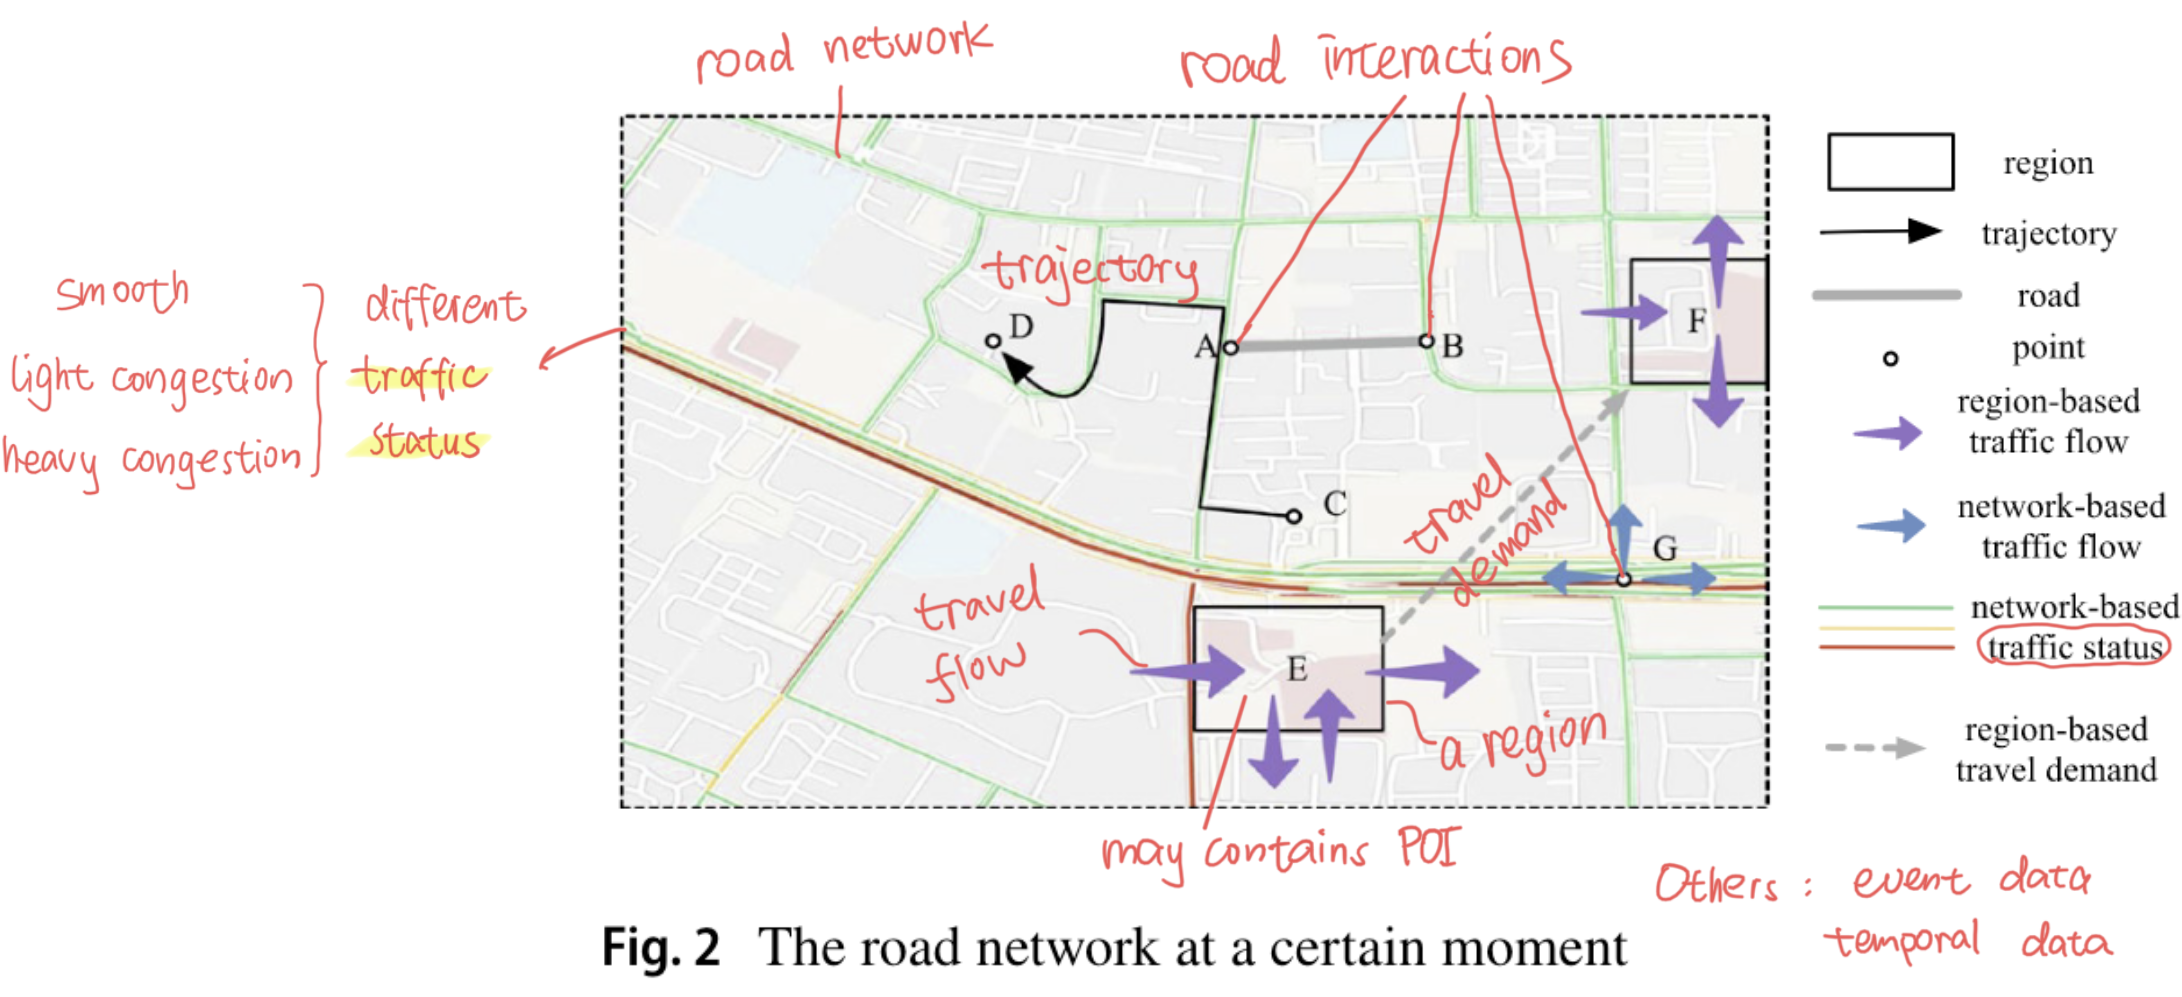 road network
road interactions
region
trajectory
trajectory
road
smooth
different
light congestion
traffic
heavy congestion
status
D
A
B
F
point
region-based
traffic flow
C
travel
demand
network-based
traffic flow
G
travel
flow
E
network-based
traffic status
a region
region-based
travel demand
may contains POI
Others : event data
temporal data
Fig. 2 The road network at a certain moment